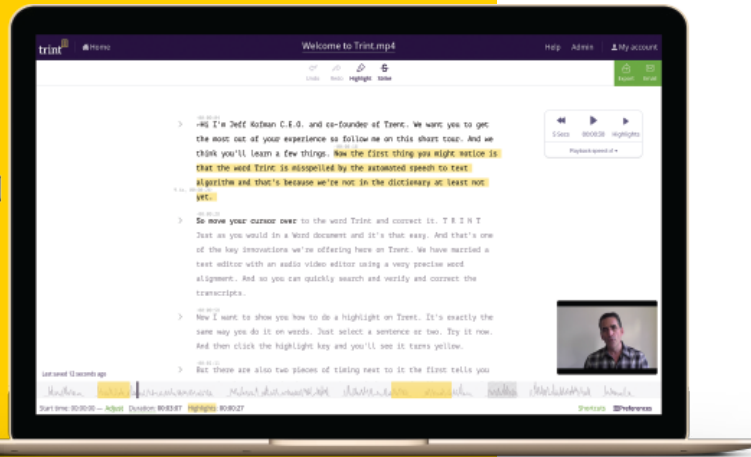 trint
Home
Welcome to Trint.mp4
Help Admin My account
Undo Redo Highlight Strike
Export Email
-Hi I'm Jeff Kofman C.E.O. and co-founder of Trent. We want you to get
the most out of your experience so follow me on this short tour. And we
think you'll learn a few things. Now the first thing you might notice is
that the word Trint is misspelled by the automated speech to text
algorithm and that's because we're not in the dictionary at least not
yet.
5 Secs 00:00:30 Highlights
Playback speed x1
So move your cursor over to the word Trint and correct it. T R I N T
Just as you would in a Word document and it's that easy. And that's one
of the key innovations we're offering here on Trent. We have married a
text editor with an audio video editor using a very precise word
alignment. And so you can quickly search and verify and correct the
transcripts.
Now I want to show you how to do a highlight on Trent. It's exactly the
same way you do it on words. Just select a sentence or two. Try it now.
And then click the highlight key and you'll see it turns yellow.
But there are also two pieces of timing next to it the first tells you
Last saved 12 seconds ago
Start time: 00:00:00 — Adjust Duration: 00:03:07 Highlights: 00:00:27
Shortcuts Preferences